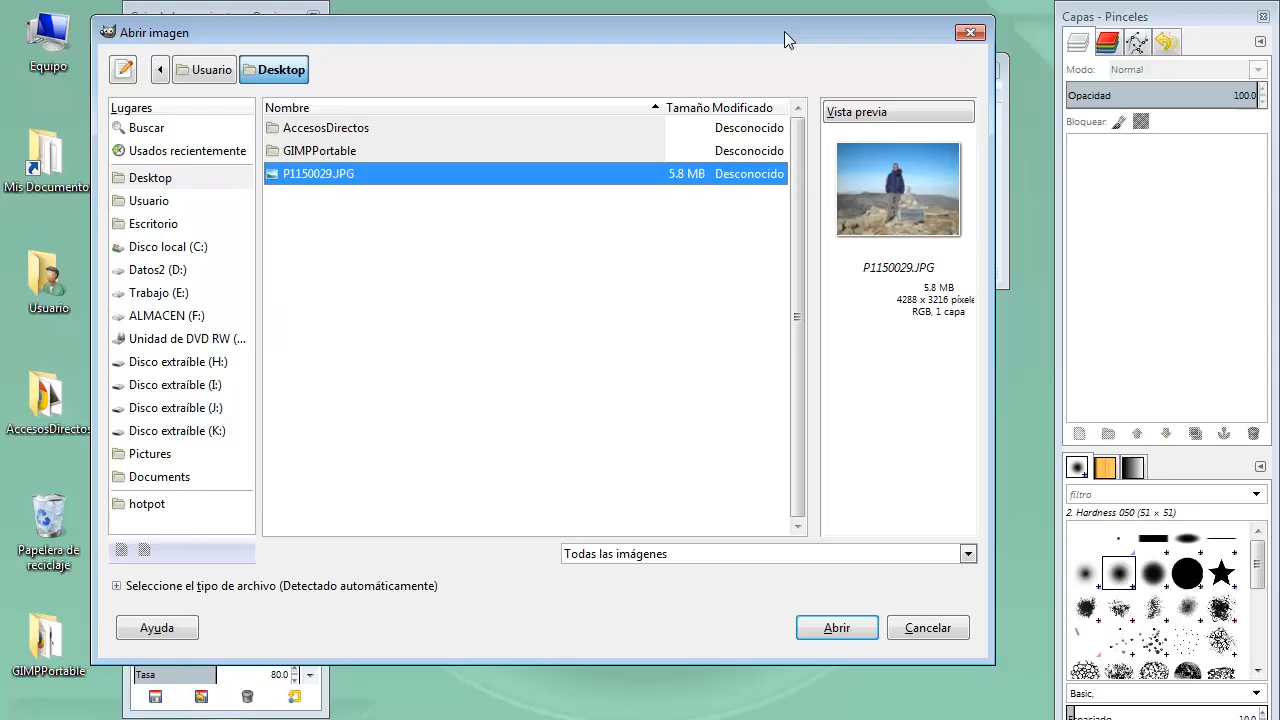 Abrir imagen
Capas - Pinceles
Equipo
Mis Documento
Usuario
AccesosDirectos
Papelera de
reciclaje
GIMPPortable
Usuario
Desktop
Lugares
Buscar
Usados recientemente
Desktop
Usuario
Escritorio
Disco local (C:)
Datos2 (D:)
Trabajo (E:)
ALMACEN (F:)
Unidad de DVD RW (...
Disco extraíble (H:)
Disco extraíble (I:)
Disco extraíble (J:)
Disco extraíble (K:)
Pictures
Documents
hotpot
Nombre Tamaño Modificado
AccesosDirectos Desconocido
GIMPPortable Desconocido
P1150029.JPG 5.8 MB Desconocido
Vista previa
P1150029.JPG
5.8 MB
4288 x 3216 píxele
RGB, 1 capa
Todas las imágenes
Seleccione el tipo de archivo (Detectado automáticamente)
Ayuda
Abrir
Cancelar
Tasa 80.0
Modo: Normal
Opacidad 100.0
Bloquear:
filtro
2. Hardness 050 (51 × 51)
Basic,
Espaciado 10.0